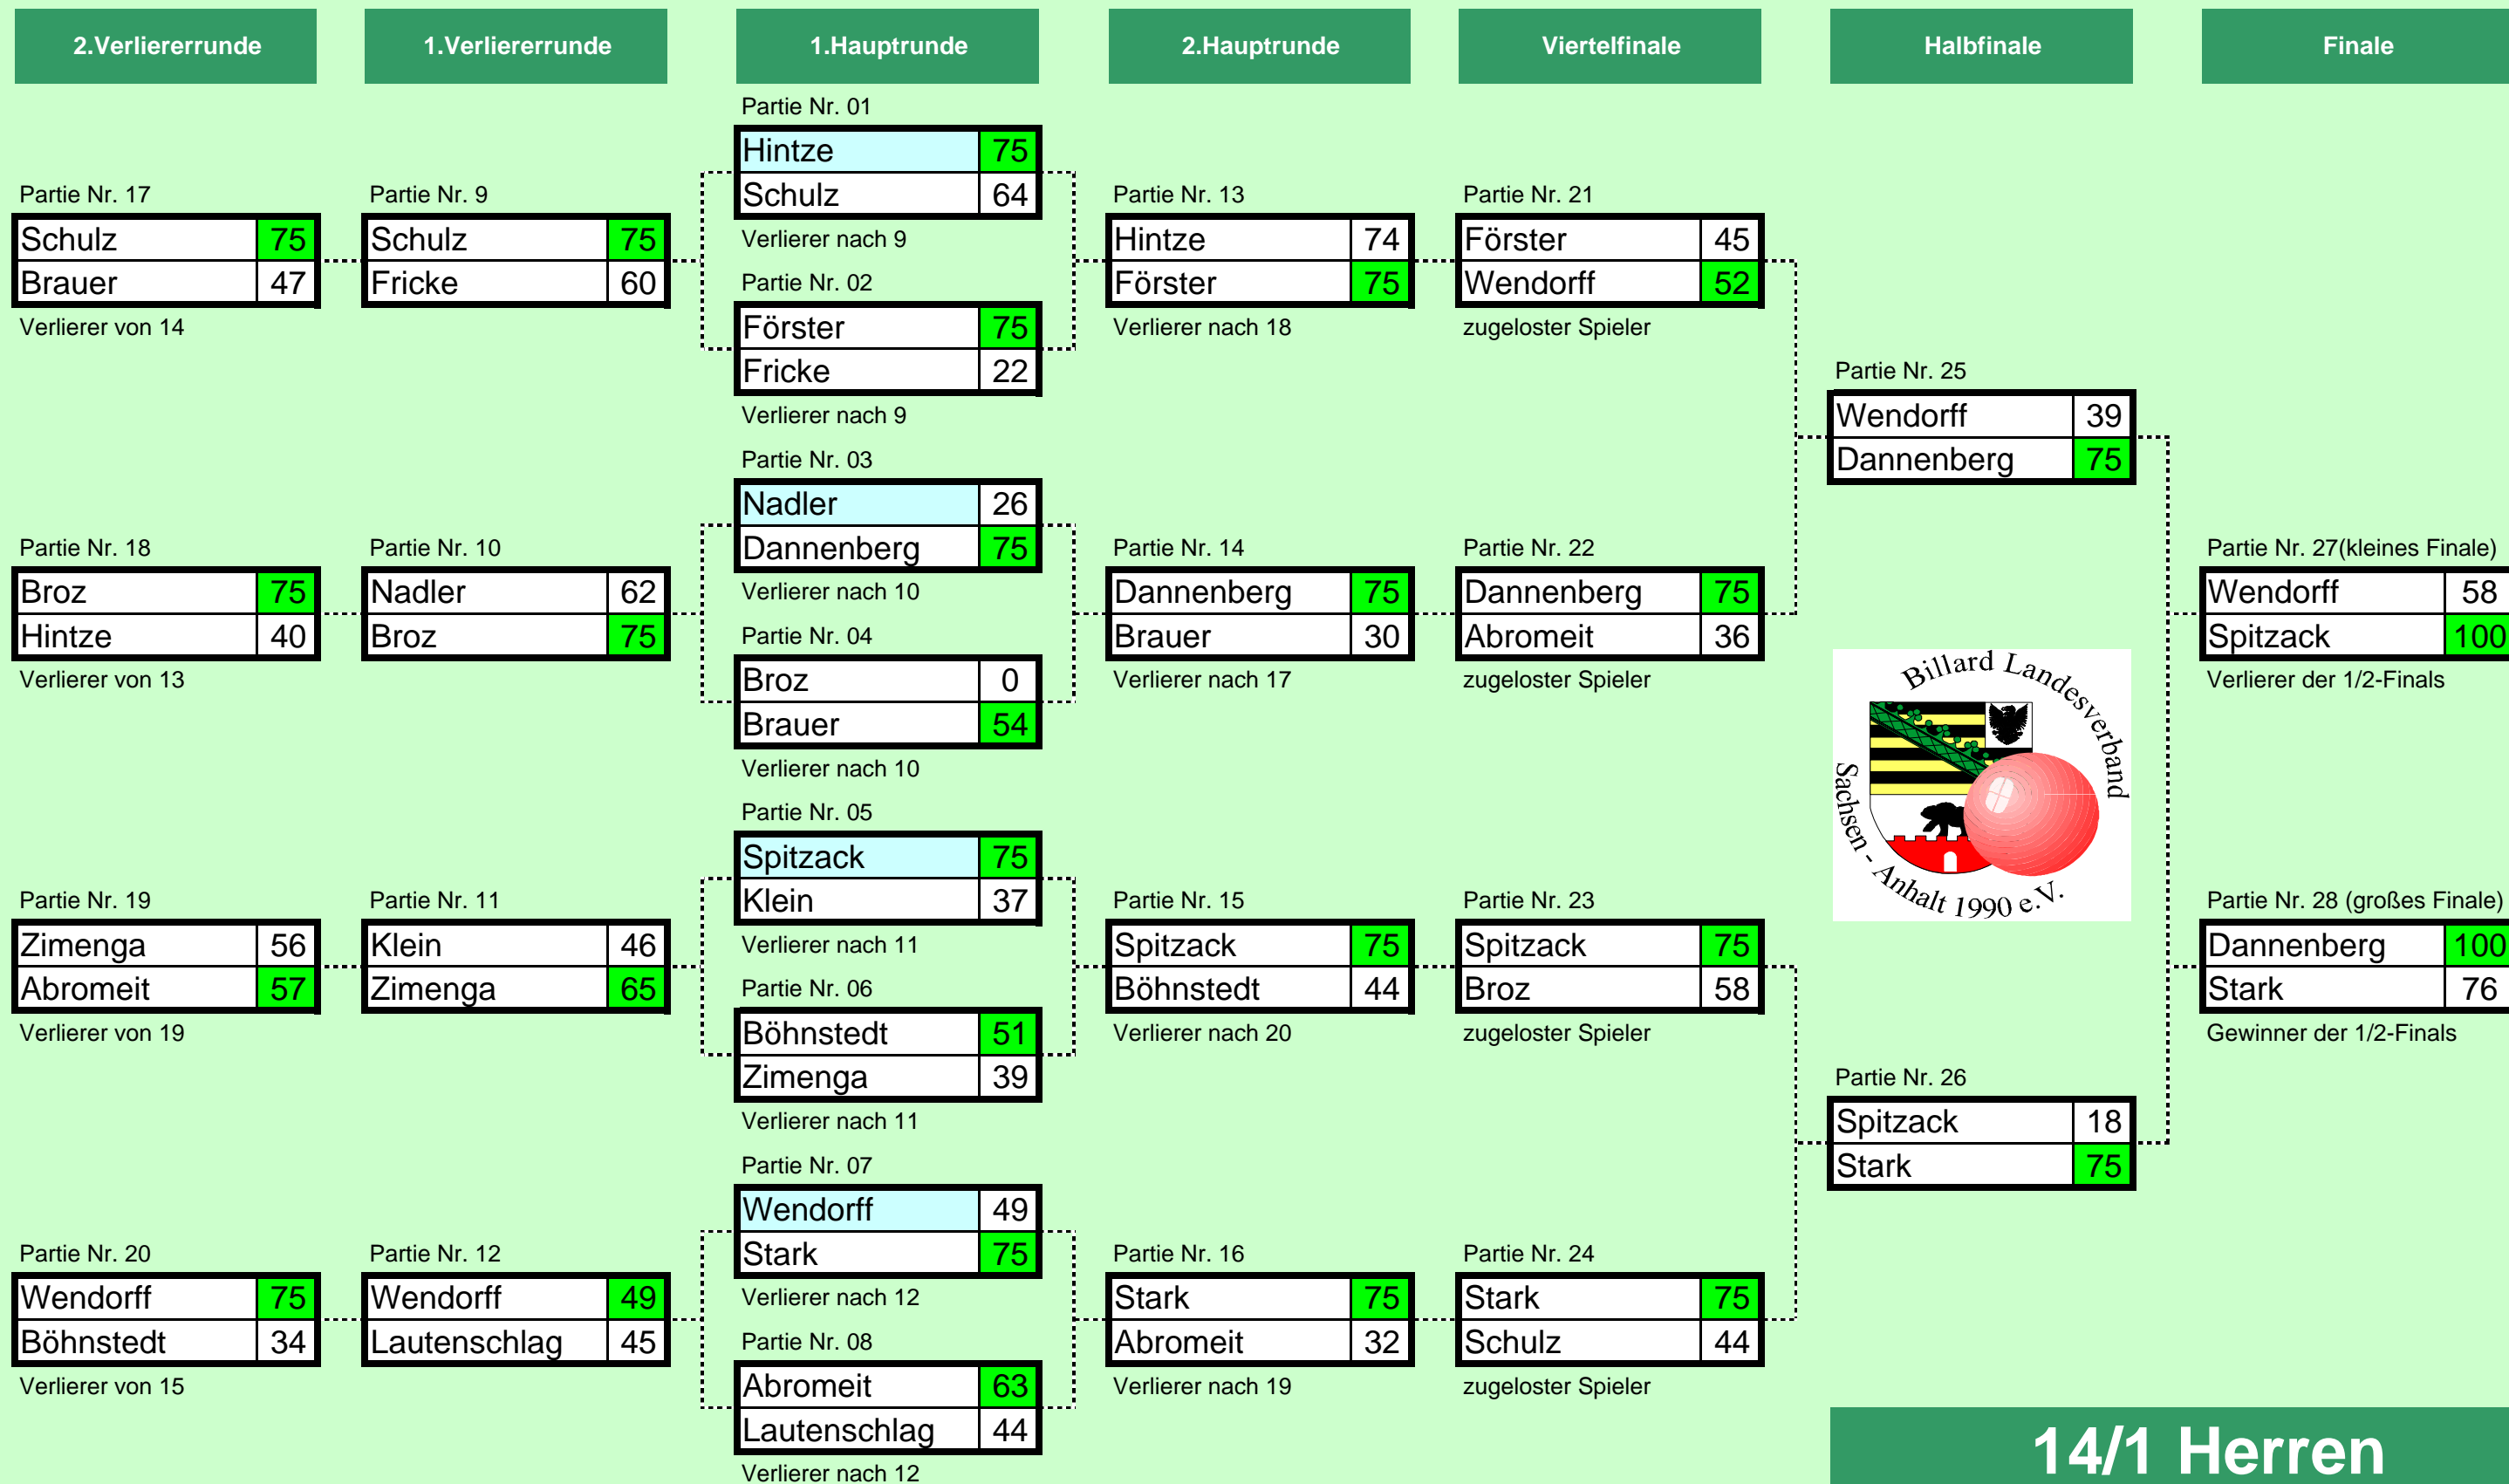 2.Verliererrunde
1.Verliererrunde
1.Hauptrunde
2.Hauptrunde
Viertelfinale
Halbfinale
Finale
Partie Nr. 17
Schulz 75
Brauer 47
Verlierer von 14
Partie Nr. 18
Broz 75
Hintze 40
Verlierer von 13
Partie Nr. 19
Zimenga 56
Abromeit 57
Verlierer von 19
Partie Nr. 20
Wendorff 75
Böhnstedt 34
Verlierer von 15
Partie Nr. 9
Schulz 75
Fricke 60
Partie Nr. 10
Nadler 62
Broz 75
Partie Nr. 11
Klein 46
Zimenga 65
Partie Nr. 12
Wendorff 49
Lautenschlag 45
Partie Nr. 01
Hintze 75
Schulz 64
Verlierer nach 9
Partie Nr. 02
Förster 75
Fricke 22
Verlierer nach 9
Partie Nr. 03
Nadler 26
Dannenberg 75
Verlierer nach 10
Partie Nr. 04
Broz 0
Brauer 54
Verlierer nach 10
Partie Nr. 05
Spitzack 75
Klein 37
Verlierer nach 11
Partie Nr. 06
Böhnstedt 51
Zimenga 39
Verlierer nach 11
Partie Nr. 07
Wendorff 49
Stark 75
Verlierer nach 12
Partie Nr. 08
Abromeit 63
Lautenschlag 44
Verlierer nach 12
Partie Nr. 13
Hintze 74
Förster 75
Verlierer nach 18
Partie Nr. 14
Dannenberg 75
Brauer 30
Verlierer nach 17
Partie Nr. 15
Spitzack 75
Böhnstedt 44
Verlierer nach 20
Partie Nr. 16
Stark 75
Abromeit 32
Verlierer nach 19
Partie Nr. 21
Förster 45
Wendorff 52
zugeloster Spieler
Partie Nr. 22
Dannenberg 75
Abromeit 36
zugeloster Spieler
Partie Nr. 23
Spitzack 75
Broz 58
zugeloster Spieler
Partie Nr. 24
Stark 75
Schulz 44
zugeloster Spieler
Partie Nr. 25
Wendorff 39
Dannenberg 75
Billard Landesverband
Sachsen - Anhalt 1990 e.V.
Partie Nr. 26
Spitzack 18
Stark 75
Partie Nr. 27(kleines Finale)
Wendorff 58
Spitzack 100
Verlierer der 1/2-Finals
Partie Nr. 28 (großes Finale)
Dannenberg 100
Stark 76
Gewinner der 1/2-Finals
14/1 Herren